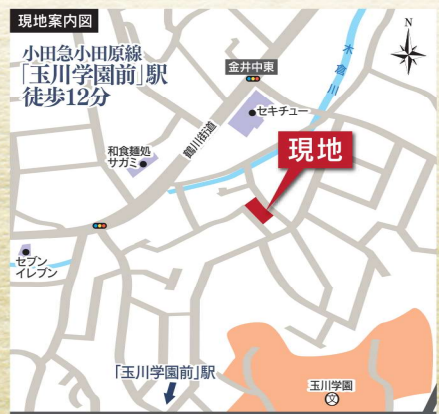 現地案内図
小田急小田原線
「玉川学園前」駅
徒歩12分
N
金井中東
木倉川
セキチュー
鶴川街道
和食麺処
サガミ
現地
セブン
イレブン
「玉川学園前」駅
玉川学園
文